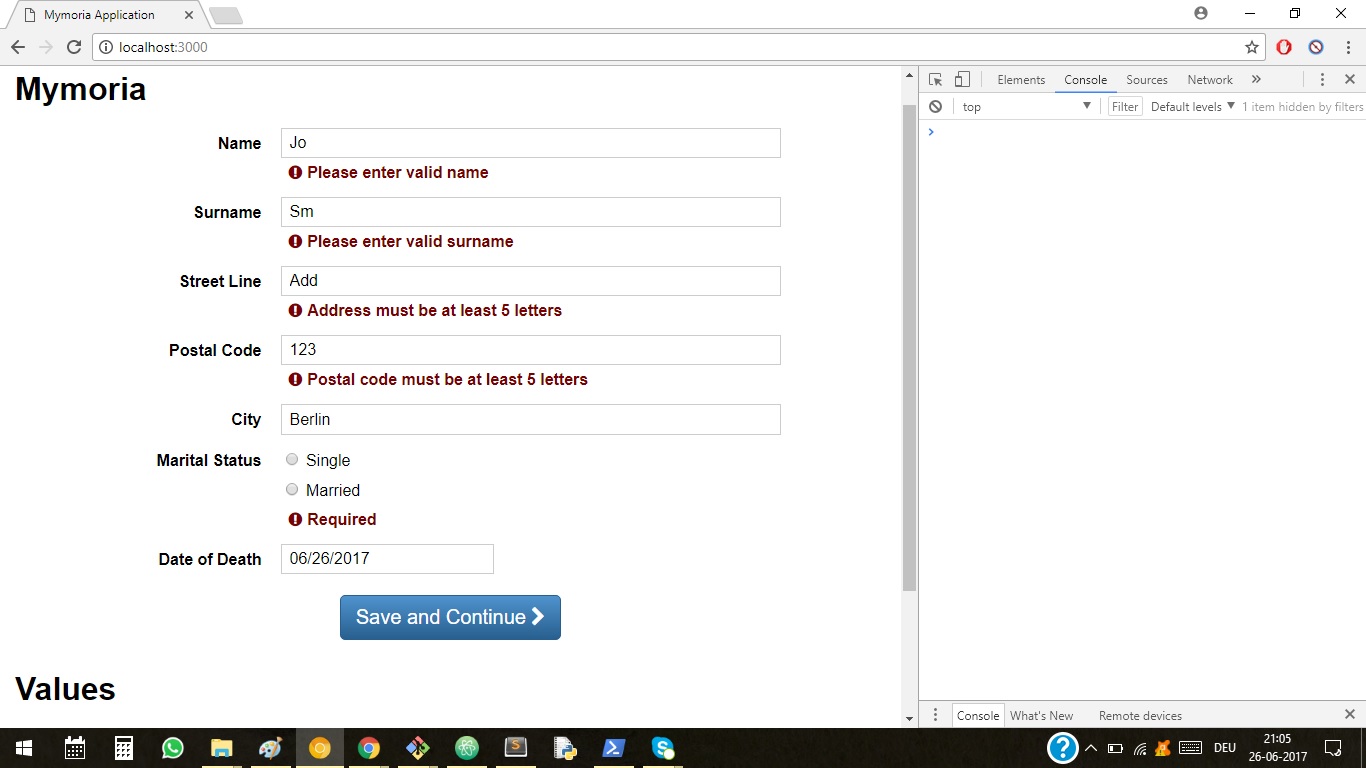 Mymoria Application
localhost:3000
Elements Console Sources Network »
top Filter Default levels 1 item hidden by filters
Mymoria
Name Jo
Please enter valid name
Surname Sm
Please enter valid surname
Street Line Add
Address must be at least 5 letters
Postal Code 123
Postal code must be at least 5 letters
City Berlin
Marital Status Single
Married
Required
Date of Death 06/26/2017
Save and Continue
Values
Console What's New Remote devices
DEU 21:05
26-06-2017